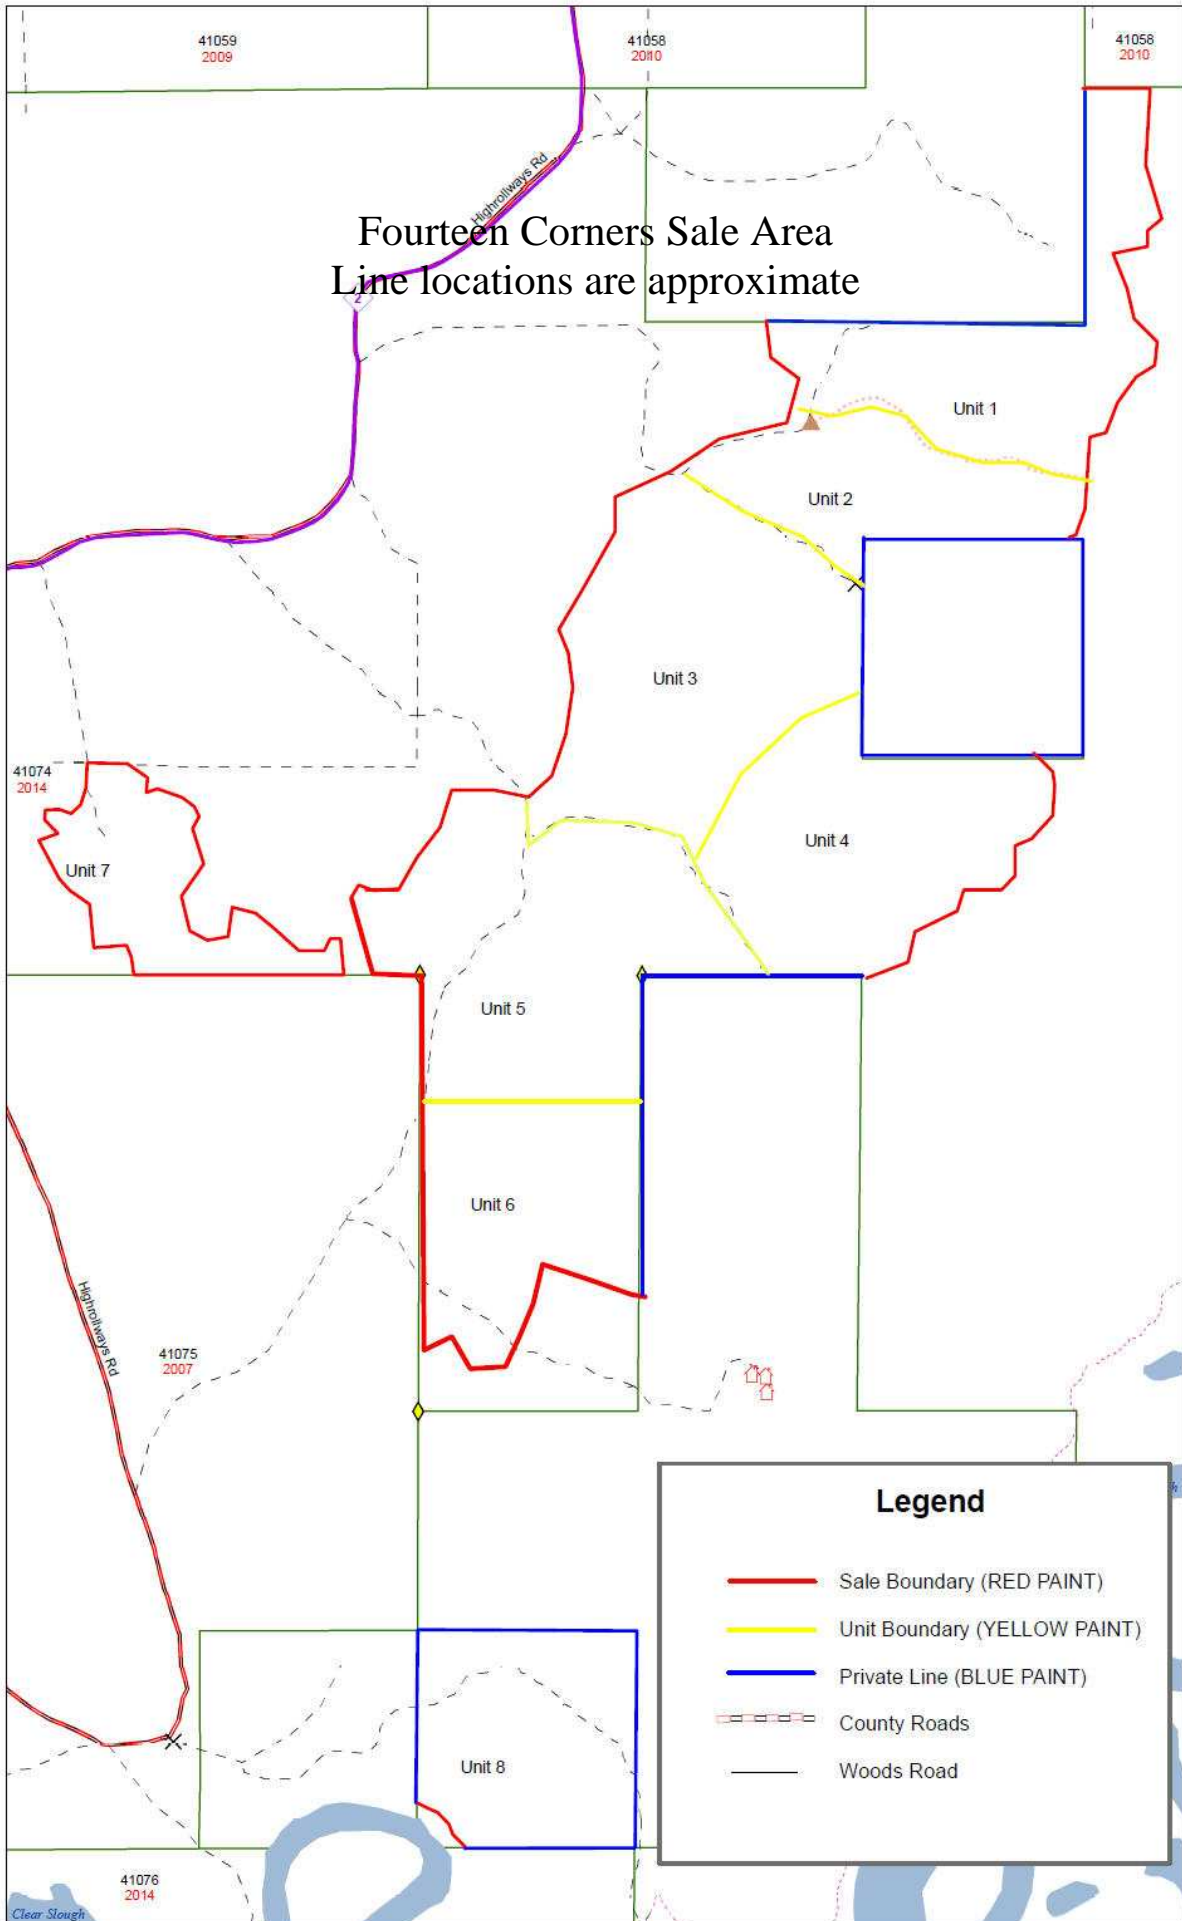 41059
2009
41058
2010
41058
2010
Highrollways Rd
Fourteen Corners Sale Area
Line locations are approximate
2
Unit 1
Unit 2
Unit 3
41074
2014
Unit 4
Unit 7
Unit 5
Unit 6
Highrollways Rd
41075
2007
Legend
Sale Boundary (RED PAINT)
Unit Boundary (YELLOW PAINT)
Private Line (BLUE PAINT)
County Roads
Woods Road
Unit 8
41076
2014
Clear Slough